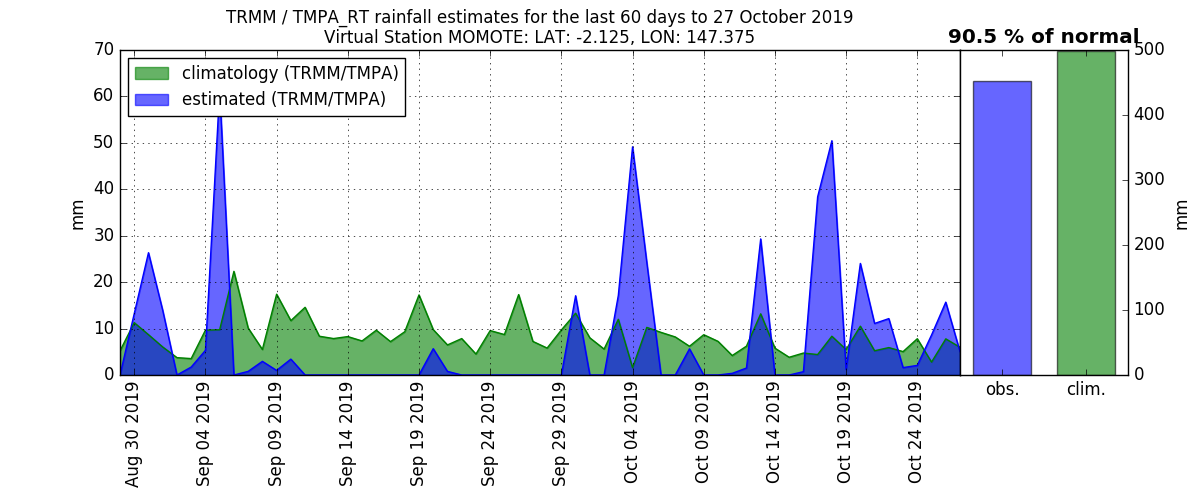 TRMM / TMPA_RT rainfall estimates for the last 60 days to 27 October 2019
Virtual Station MOMOTE: LAT: -2.125, LON: 147.375
90.5 % of normal
climatology (TRMM/TMPA)
estimated (TRMM/TMPA)
70
60
50
40
30
20
10
0
mm
Aug 30 2019
Sep 04 2019
Sep 09 2019
Sep 14 2019
Sep 19 2019
Sep 24 2019
Sep 29 2019
Oct 04 2019
Oct 09 2019
Oct 14 2019
Oct 19 2019
Oct 24 2019
obs.
clim.
500
400
300
200
100
0
mm